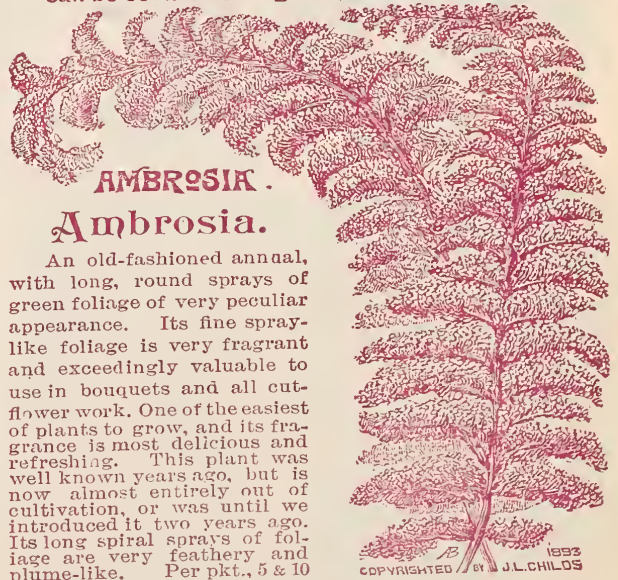 AMBROSIA.
Ambrosia.
An old-fashioned annual,
with long, round sprays of
green foliage of very peculiar
appearance. Its fine spray-
like foliage is very fragrant
and exceedingly valuable to
use in bouquets and all cut-
flower work. One of the easiest
of plants to grow, and its fra-
grance is most delicious and
refreshing. This plant was
well known years ago, but is
now almost entirely out of
cultivation, or was until we
introduced it two years ago.
Its long spiral sprays of fol-
iage are very feathery and
plume-like. Per pkt., 5 & 10
AB 1893
COPYRIGHTED BY J.L. CHILDS